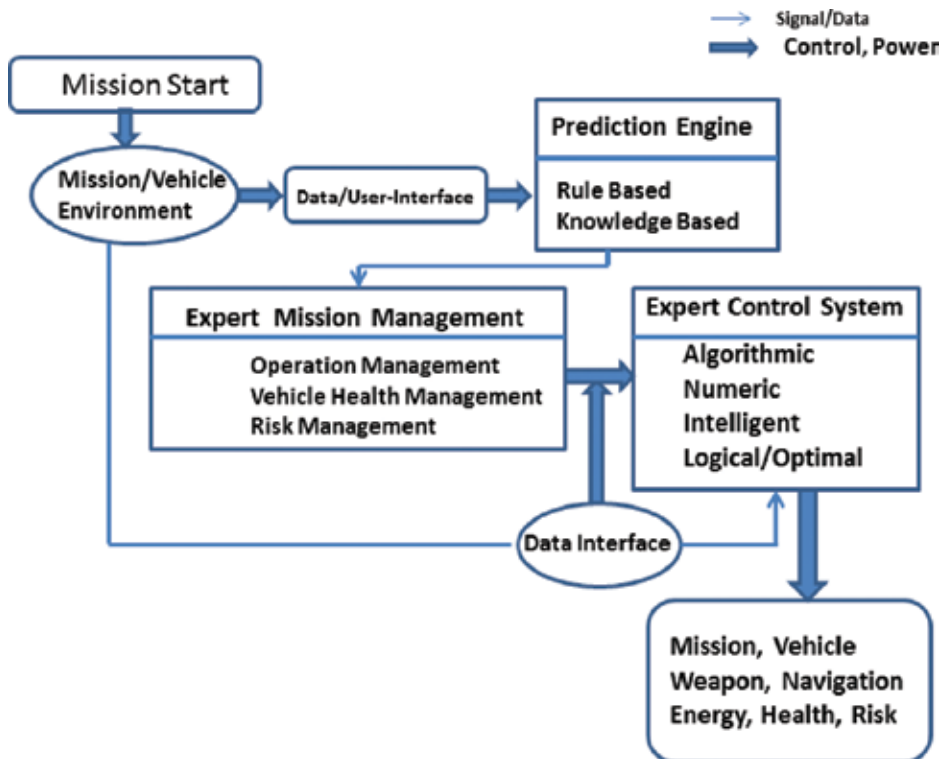 Signal/Data
Control, Power
Mission Start
Mission/Vehicle
Environment
Data/User-Interface
Prediction Engine
Rule Based
Knowledge Based
Expert Mission Management
Operation Management
Vehicle Health Management
Risk Management
Expert Control System
Algorithmic
Numeric
Intelligent
Logical/Optimal
Data Interface
Mission, Vehicle
Weapon, Navigation
Energy, Health, Risk